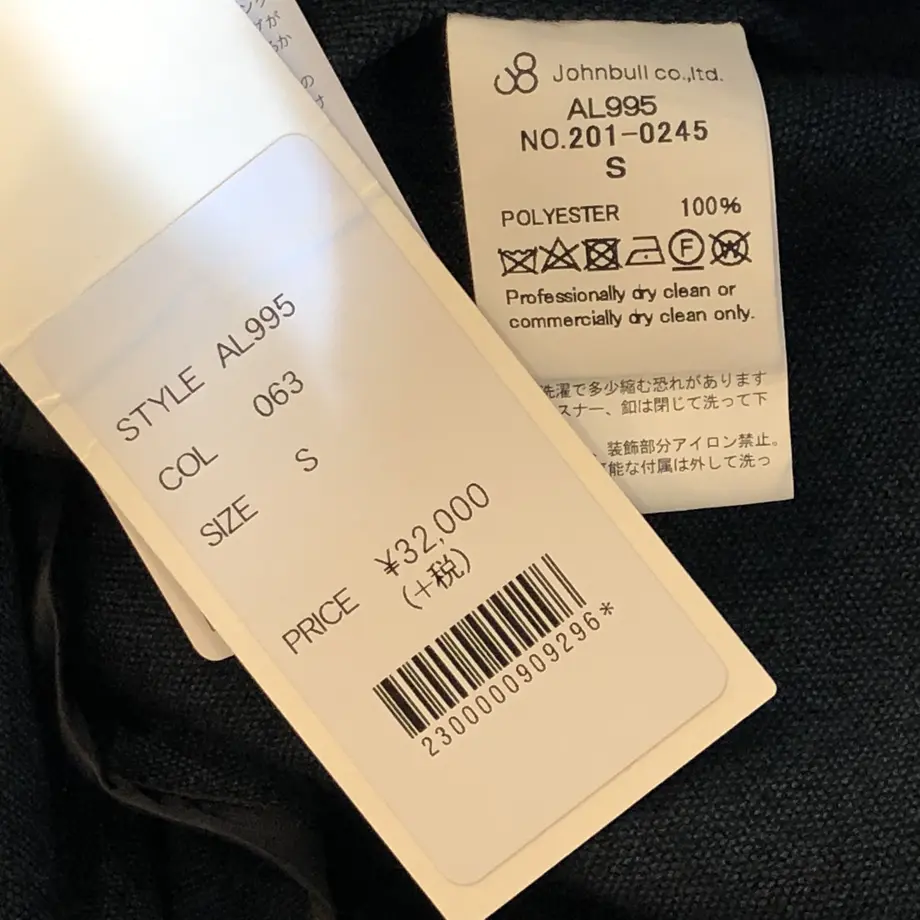 STYLE AL995
COL 063
SIZE S
PRICE ¥32,000
(+税)
2300000909296*
Johnbull co.,ltd.
AL995
NO.201-0245
S
POLYESTER 100%
F
W
Professionally dry clean or
commercially dry clean only.
洗濯で多少縮む恐れがあります
スナー、釦は閉じて洗って下
装飾部分アイロン禁止。
能な付属は外して洗っ